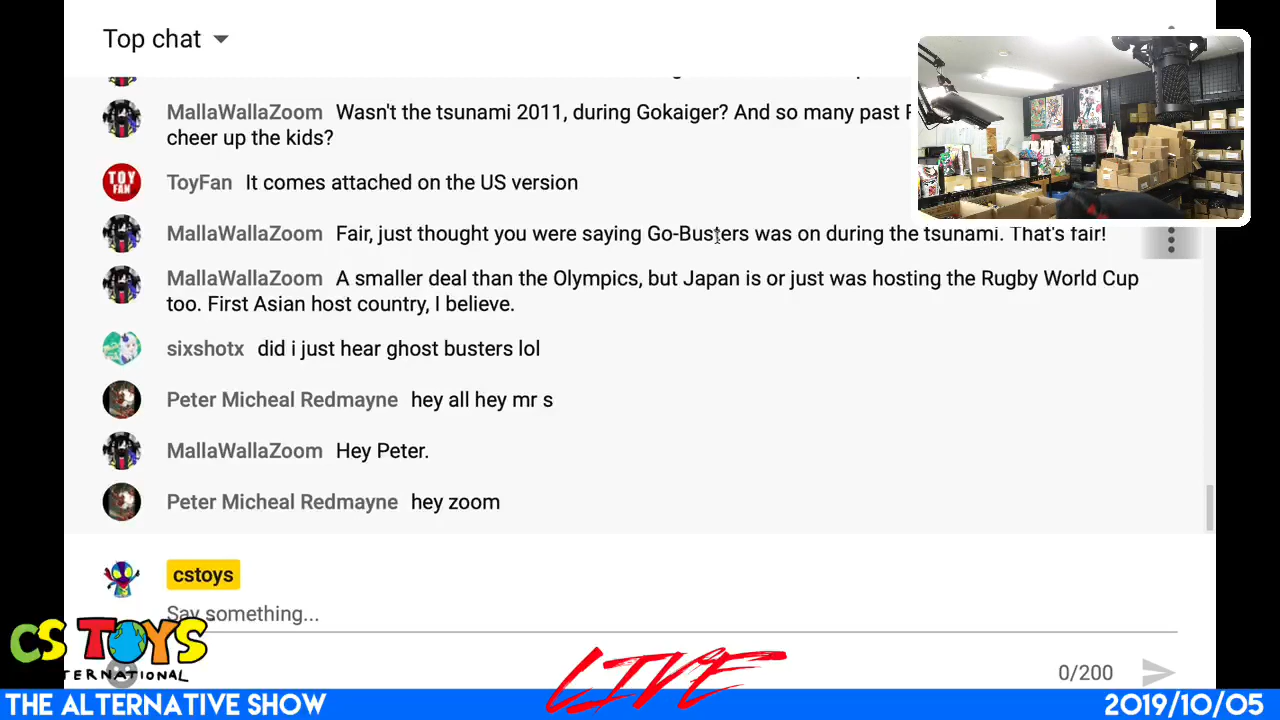 Top chat
MallaWallaZoom Wasn't the tsunami 2011, during Gokaiger? And so many past
cheer up the kids?
TOY FAN
ToyFan It comes attached on the US version
MallaWallaZoom Fair, just thought you were saying Go-Busters was on during the tsunami. That's fair!
MallaWallaZoom A smaller deal than the Olympics, but Japan is or just was hosting the Rugby World Cup
too. First Asian host country, I believe.
sixshotx did i just hear ghost busters lol
Peter Micheal Redmayne hey all hey mr s
MallaWallaZoom Hey Peter.
Peter Micheal Redmayne hey zoom
cstoys
Say something...
CS TOYS
TERNATIONAL
LIVE
0/200
THE ALTERNATIVE SHOW
2019/10/05